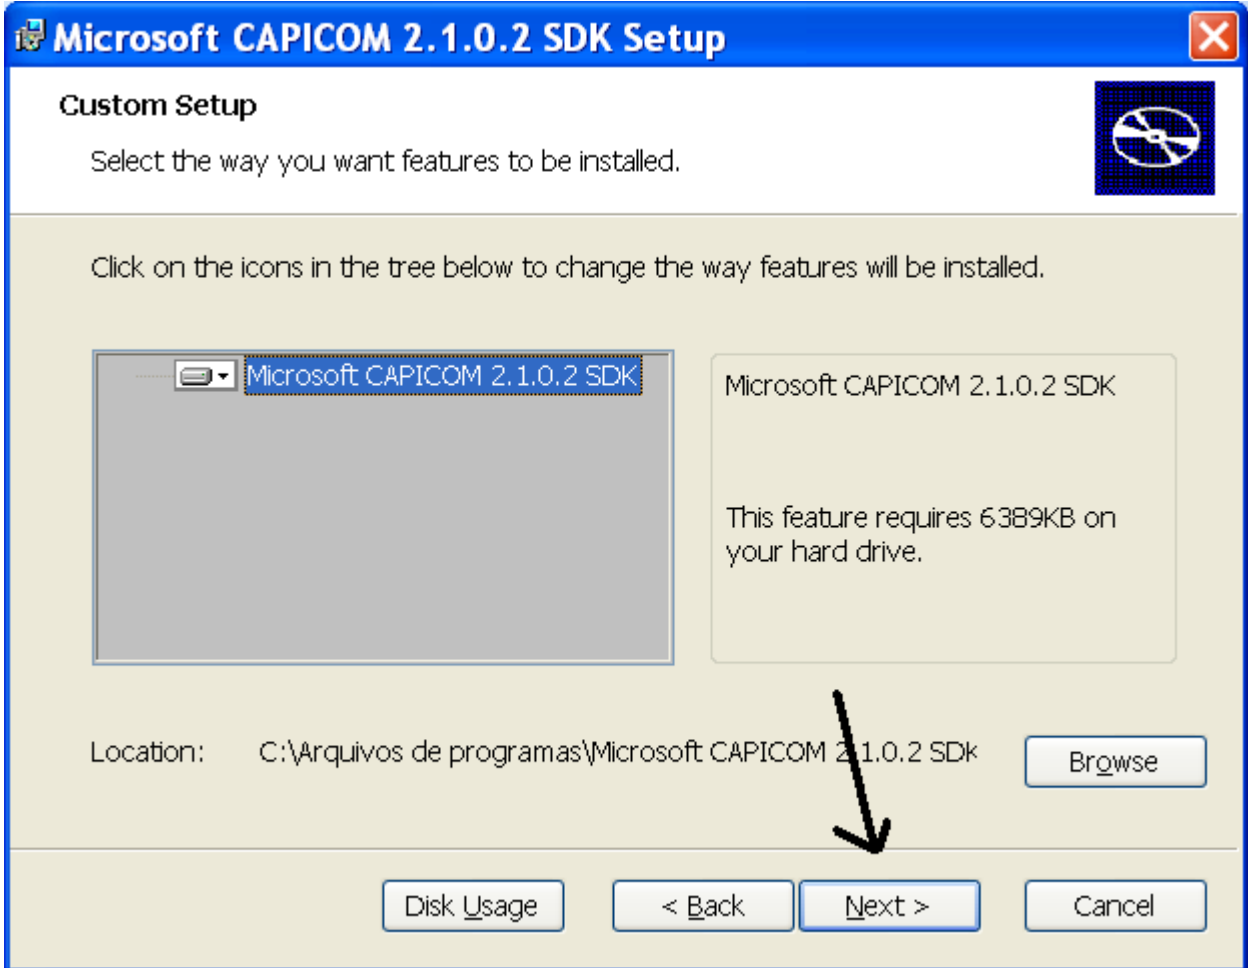 Microsoft CAPICOM 2.1.0.2 SDK Setup
Custom Setup
Select the way you want features to be installed.
Click on the icons in the tree below to change the way features will be installed.
Microsoft CAPICOM 2.1.0.2 SDK
Microsoft CAPICOM 2.1.0.2 SDK
This feature requires 6389KB on
your hard drive.
Location: C:\Arquivos de programas\Microsoft CAPICOM 2.1.0.2 SDK
Browse
Disk Usage
< Back
Next >
Cancel